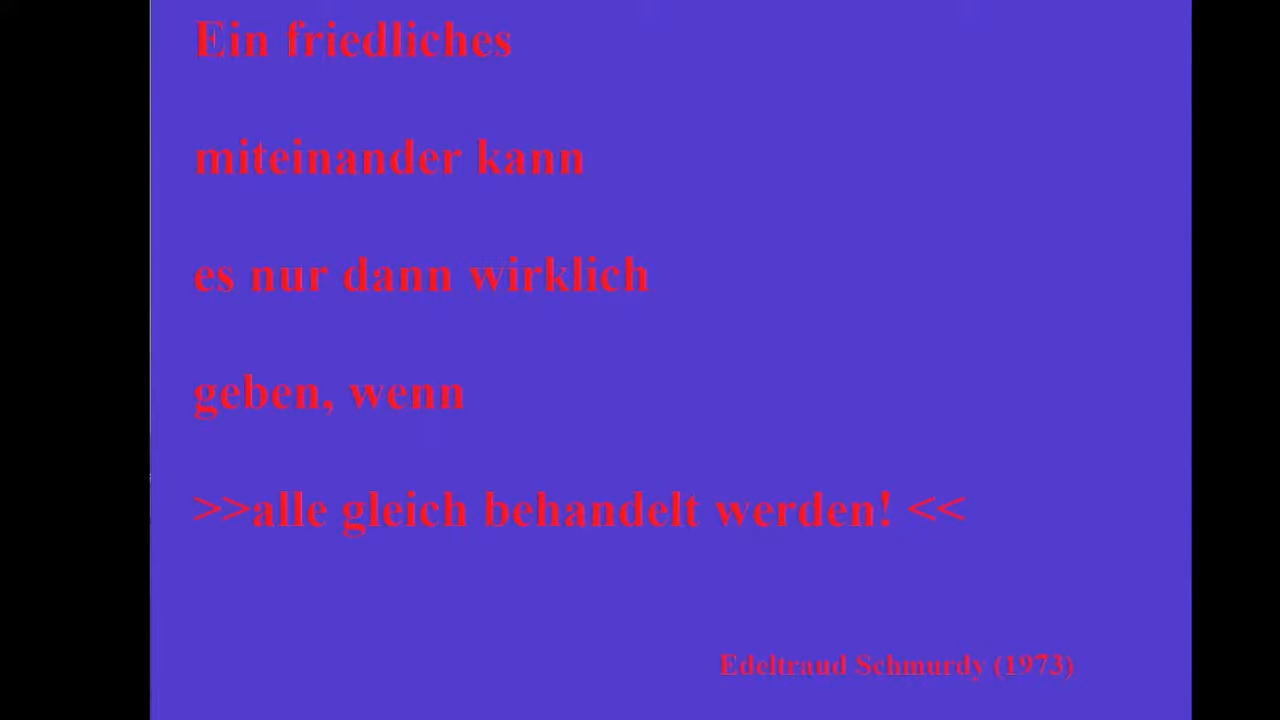 Ein friedliches
miteinander kann
es nur dann wirklich
geben, wenn
>>alle gleich behandelt werden! <<
Edeltraud Schmurdy (1973)